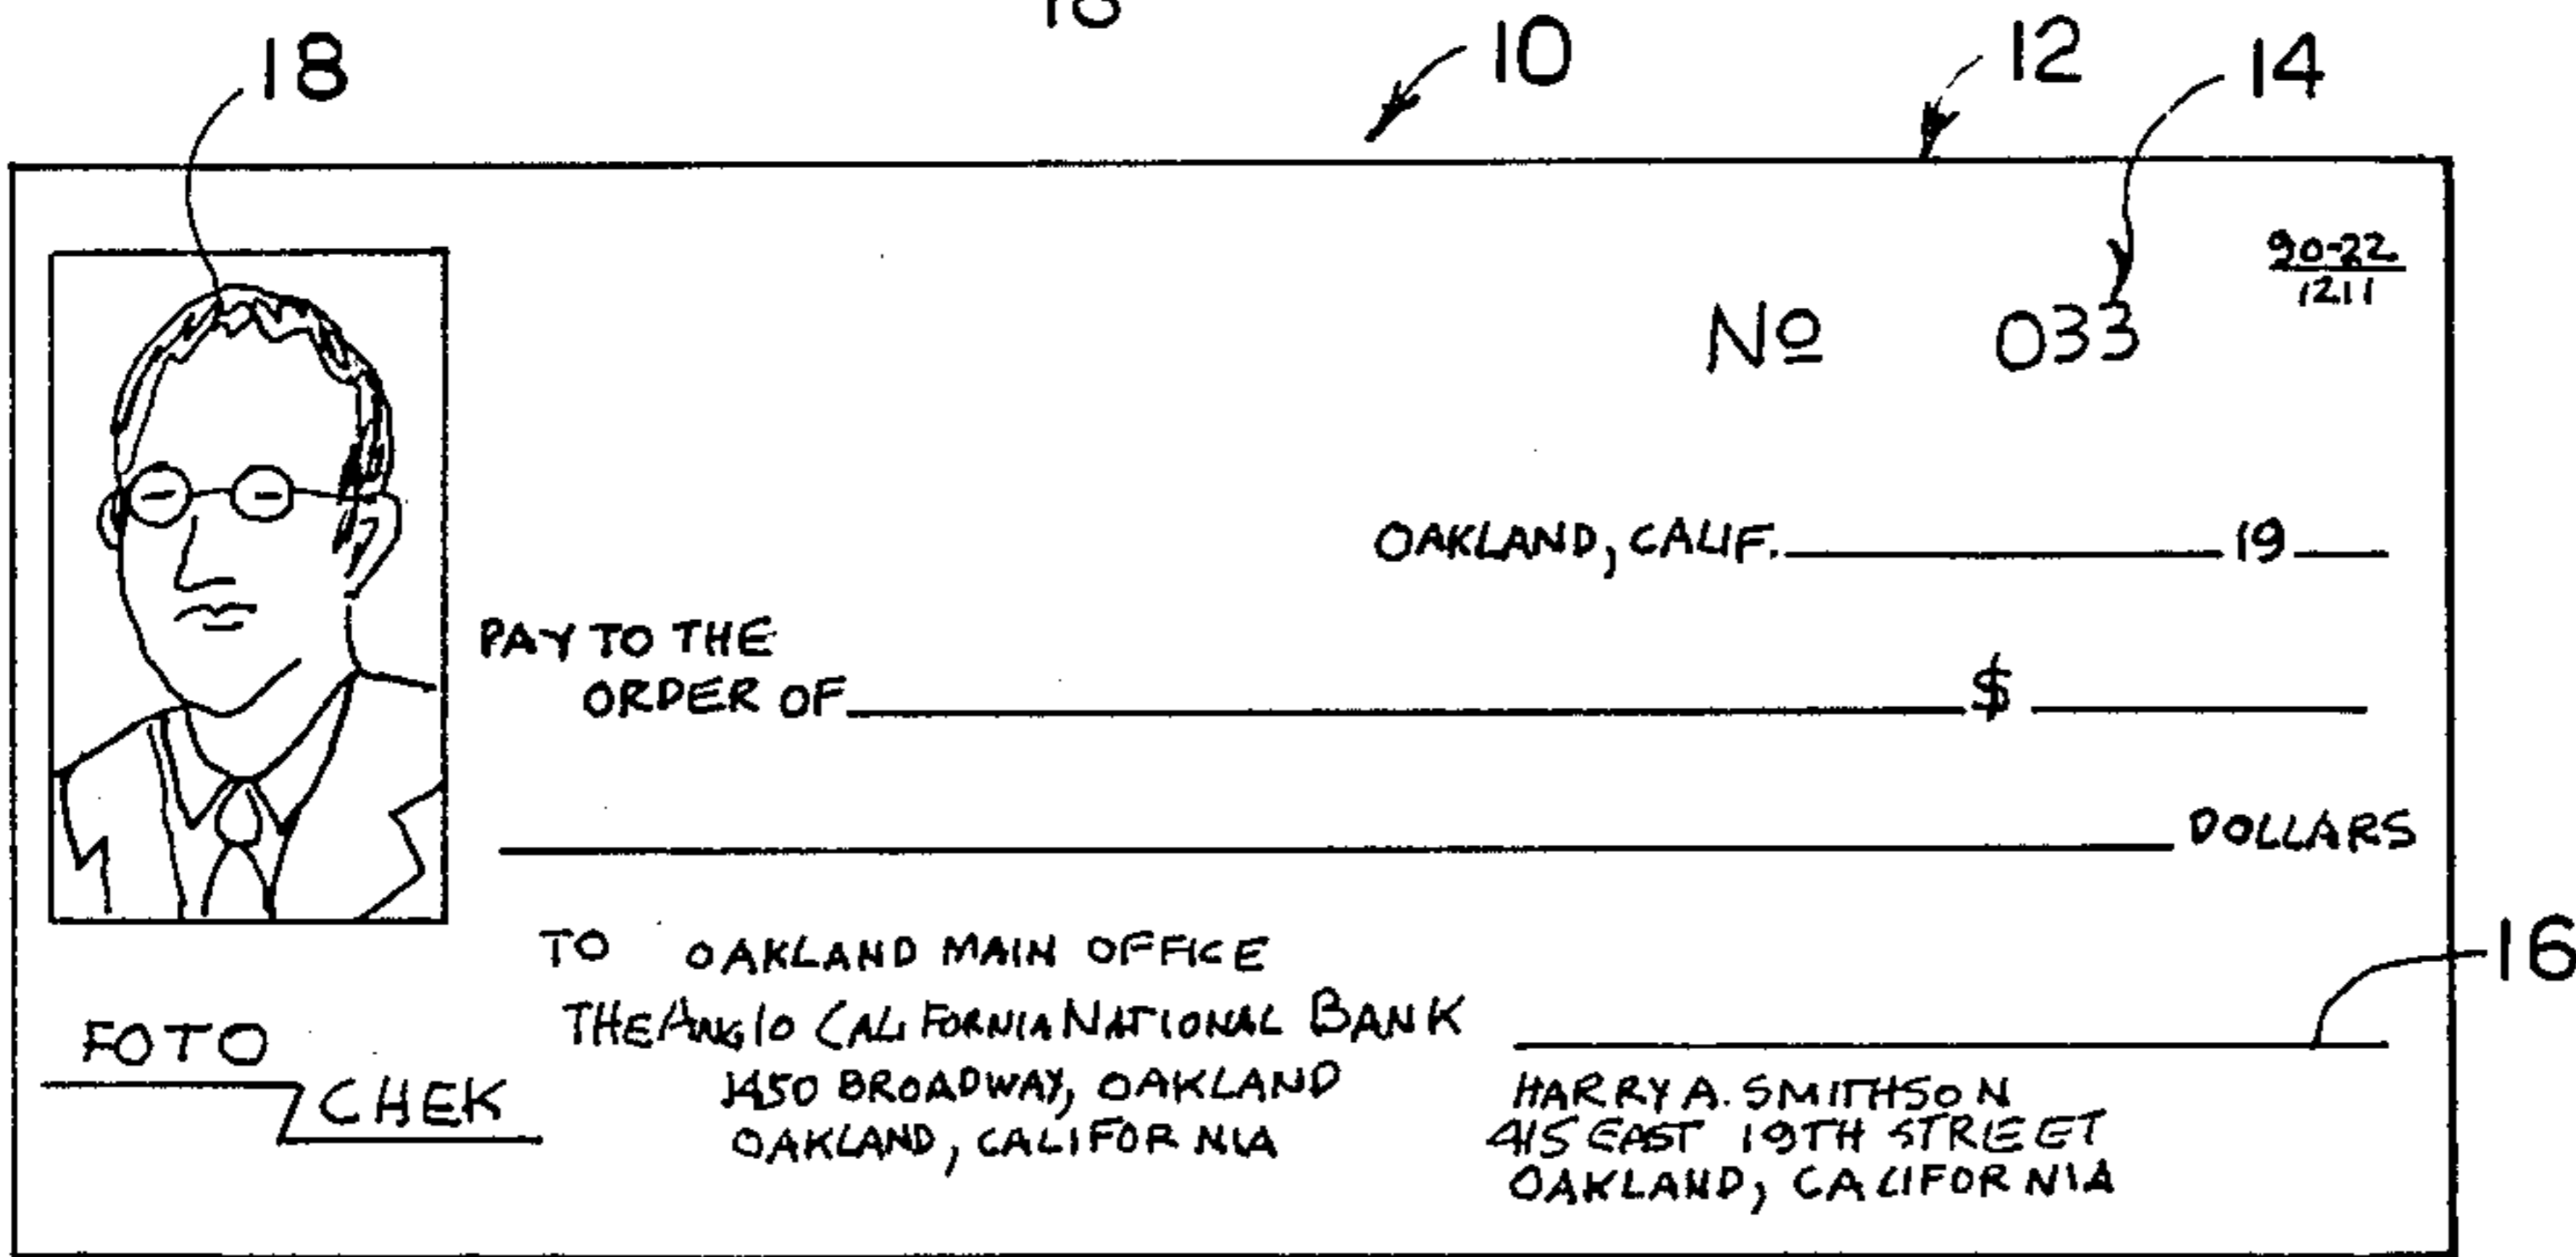 18
10
12
14
18
90-22
1211
Nº 033
OAKLAND, CALIF. 19
PAY TO THE
ORDER OF $
DOLLARS
TO OAKLAND MAIN OFFICE
THE ANGLO CALIFORNIA NATIONAL BANK
1450 BROADWAY, OAKLAND
OAKLAND, CALIFORNIA
16
FOTO
CHEK
HARRY A. SMITHSON
415 EAST 19TH STREET
OAKLAND, CALIFORNIA